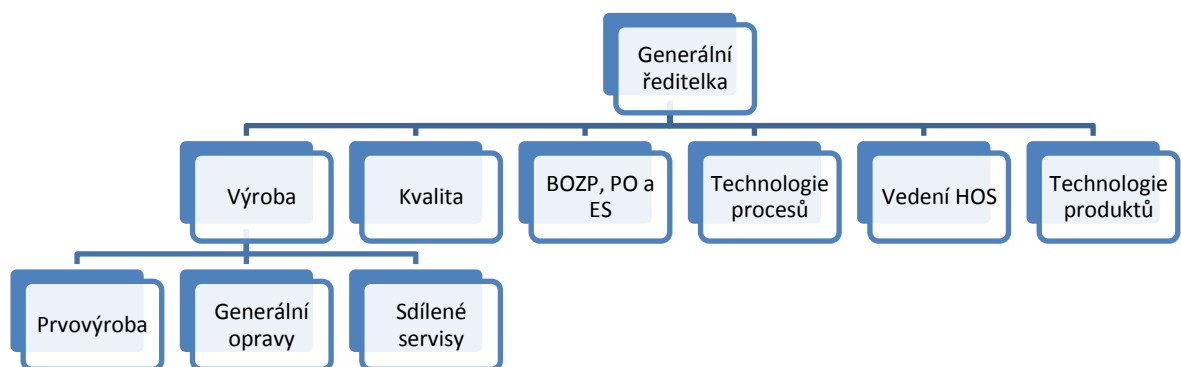 Generální
ředitelka
Výroba
Kvalita
BOZP, PO a
ES
Technologie
procesů
Vedení HOS
Technologie
produktů
Prvovýroba
Generální
opravy
Sdílené
servisy